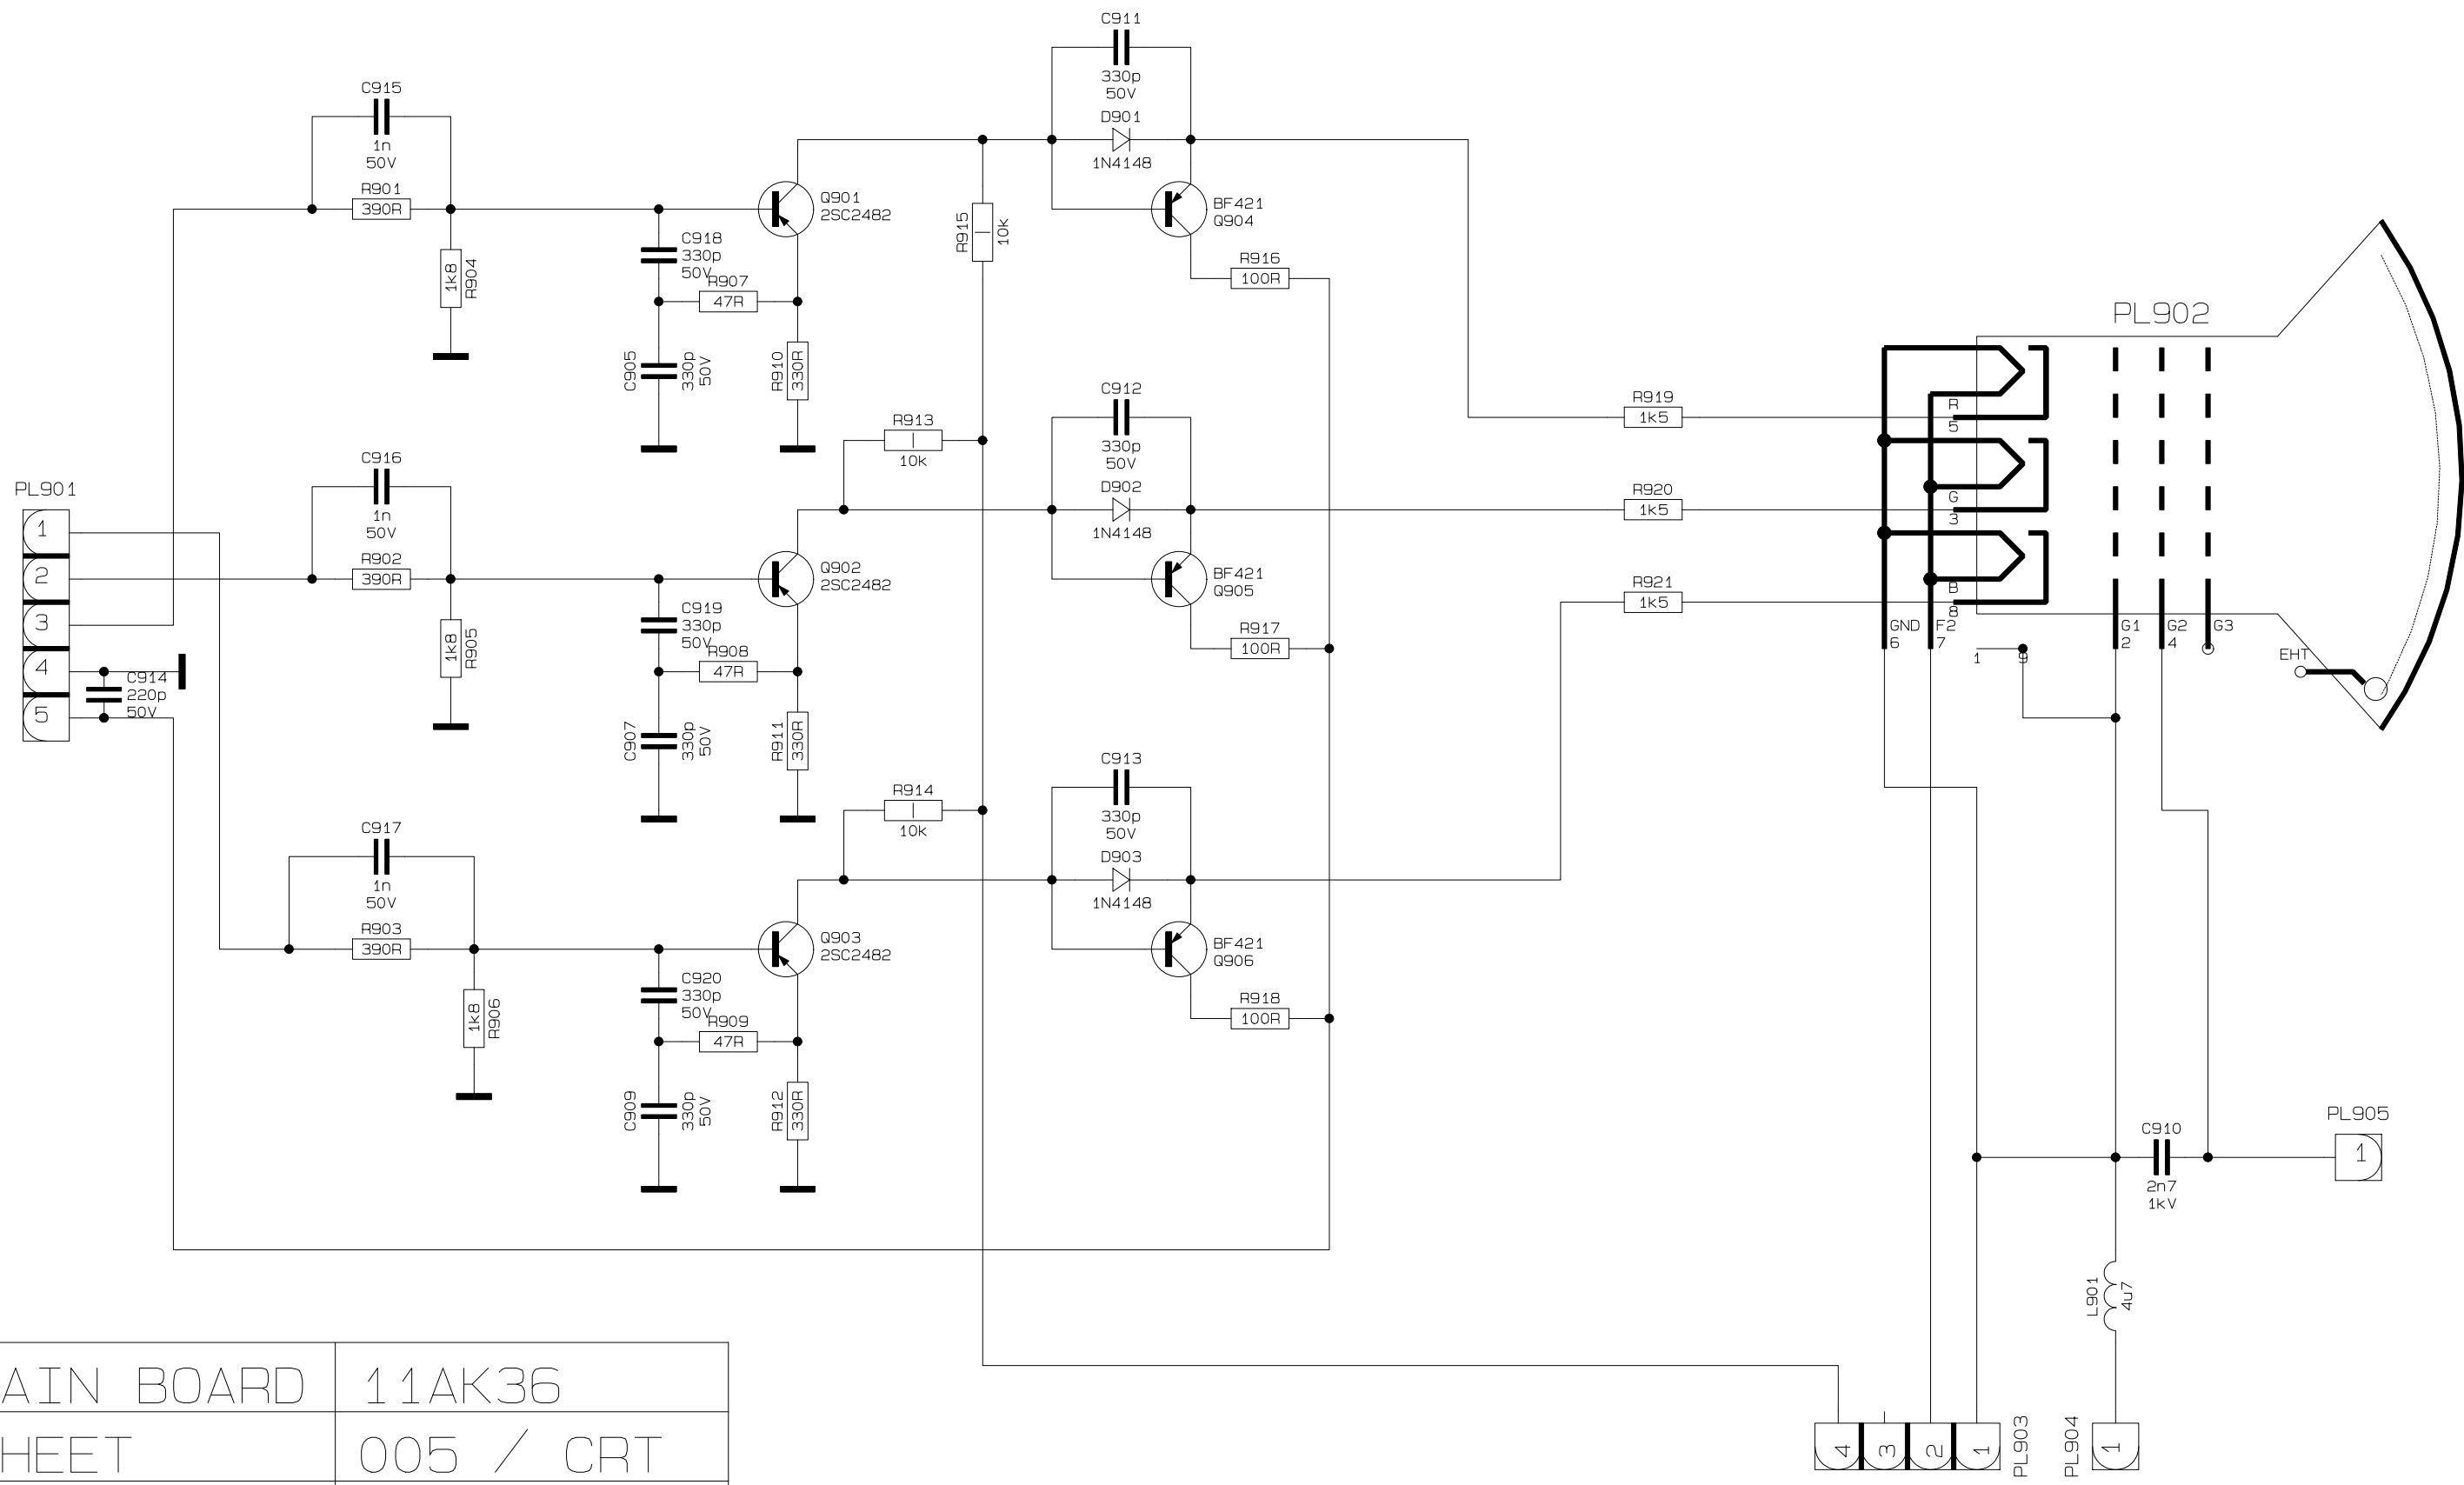 C911
330p
50V
D901
1N4148
C915
1n
50V
R901
390R
1k8
R904
C918
330p
50V
R907
47R
C905
330p
50V
R910
330R
Q901
2SC2482
R915
10k
BF421
Q904
R916
100R
PL901
1
2
3
4
5
C914
220p
50V
C916
1n
50V
R902
390R
1k8
R905
C919
330p
50V
R908
47R
C907
330p
50V
R911
330R
Q902
2SC2482
R913
10k
C912
330p
50V
D902
1N4148
BF421
Q905
R917
100R
C917
1n
50V
R903
390R
1k8
R906
C920
330p
50V
R909
47R
C909
330p
50V
R912
330R
Q903
2SC2482
R914
10k
C913
330p
50V
D903
1N4148
BF421
Q906
R918
100R
R919
1k5
R920
1k5
R921
1k5
PL902
R
5
G
3
B
8
GND
6
F2
7
1
9
G1
2
G2
4
G3
EHT
C910
2n7
1kV
PL905
1
L901
4u7
4
3
2
1
PL903
PL904
1
AIN BOARD
11AK36
HEET
005 / CRT